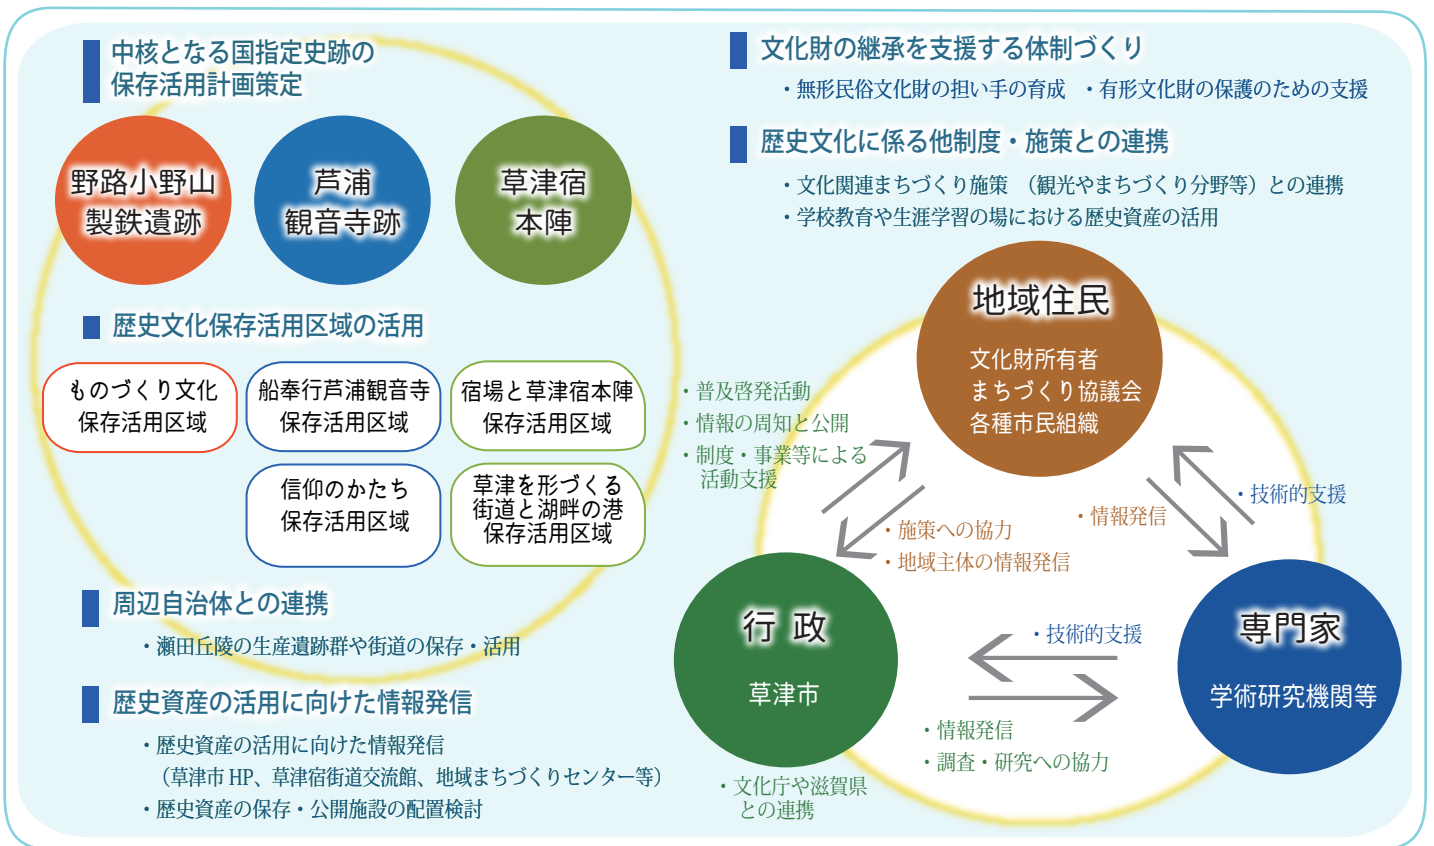 中核となる国指定史跡の
保存活用計画策定
野路小野山
製鉄遺跡
芦浦
観音寺跡
草津宿
本陣
歴史文化保存活用区域の活用
ものづくり文化
保存活用区域
船奉行芦浦観音寺
保存活用区域
宿場と草津宿本陣
保存活用区域
信仰のかたち
保存活用区域
草津を形づくる
街道と湖畔の港
保存活用区域
周辺自治体との連携
・瀬田丘陵の生産遺跡群や街道の保存・活用
歴史資産の活用に向けた情報発信
・歴史資産の活用に向けた情報発信
（草津市 HP、草津宿街道交流館、地域まちづくりセンター等）
・歴史資産の保存・公開施設の配置検討
文化財の継承を支援する体制づくり
・無形民俗文化財の担い手の育成　・有形文化財の保護のための支援
歴史文化に係る他制度・施策との連携
・文化関連まちづくり施策　（観光やまちづくり分野等）との連携
・学校教育や生涯学習の場における歴史資産の活用
地域住民
文化財所有者
まちづくり協議会
各種市民組織
・普及啓発活動
・情報の周知と公開
・制度・事業等による
活動支援
・施策への協力
・地域主体の情報発信
・技術的支援
・情報発信
行 政
草津市
・技術的支援
・情報発信
・調査・研究への協力
専門家
学術研究機関等
・文化庁や滋賀県
との連携